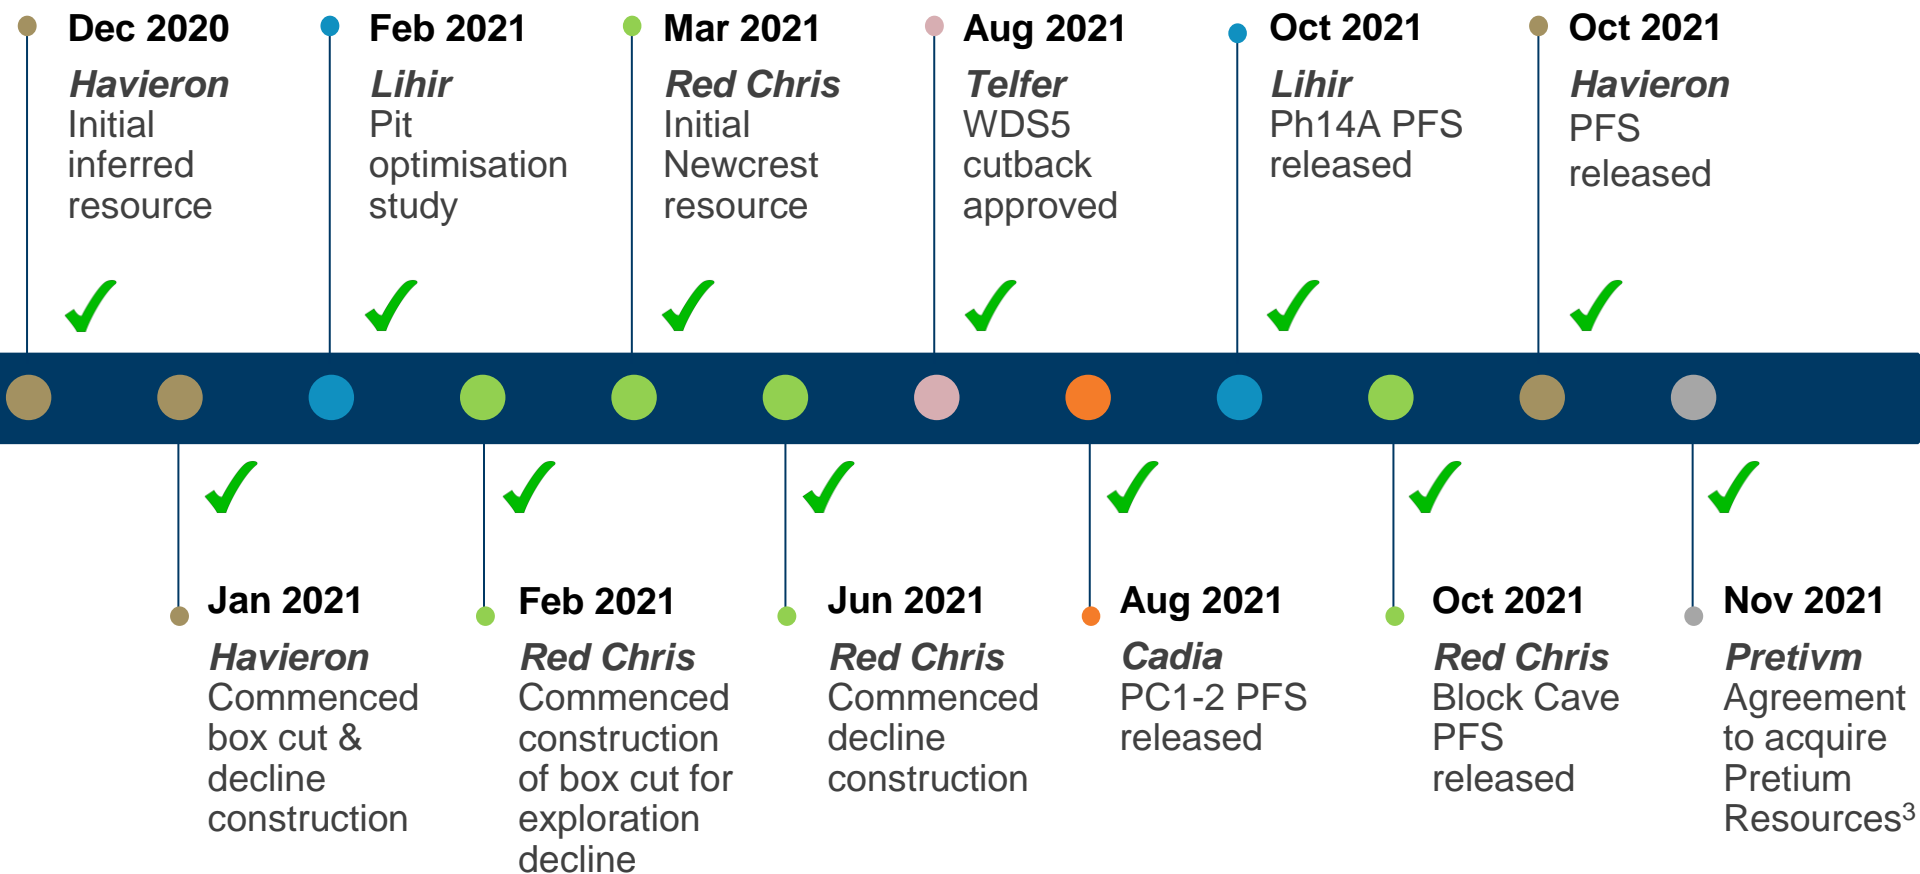 Dec 2020
Havieron
Initial
inferred
resource
Feb 2021
Lihir
Pit
optimisation
study
Mar 2021
Red Chris
Initial
Newcrest
resource
Aug 2021
Telfer
WDS5
cutback
approved
Oct 2021
Lihir
Ph14A PFS
released
Oct 2021
Havieron
PFS
released
Jan 2021
Havieron
Commenced
box cut &
decline
construction
Feb 2021
Red Chris
Commenced
construction
of box cut for
exploration
decline
Jun 2021
Red Chris
Commenced
decline
construction
Aug 2021
Cadia
PC1-2 PFS
released
Oct 2021
Red Chris
Block Cave
PFS
released
Nov 2021
Pretivm
Agreement
to acquire
Pretium
Resources³